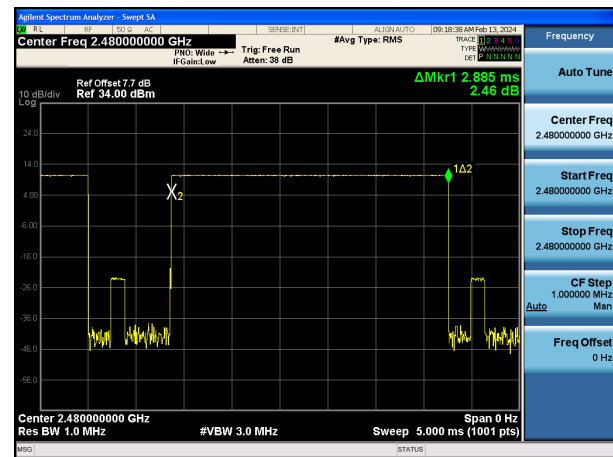 Agilent Spectrum Analyzer - Swept SA
RL RF 50 Ω AC SENSE:INT ALIGNAUTO 09:18:38 AM Feb 13, 2024
Center Freq 2.480000000 GHz
PNO: Wide
IFGain:Low
Trig: Free Run
Atten: 38 dB
#Avg Type: RMS
TRACE 1 2 3 4 5 6
TYPE
DET P N N N N N
Frequency
Auto Tune
Ref Offset 7.7 dB
Ref 34.00 dBm
10 dB/div
Log
ΔMkr1 2.885 ms
2.46 dB
24.0
14.0
4.00
-6.00
-16.0
-26.0
-36.0
-46.0
-56.0
1Δ2
X2
Center Freq
2.480000000 GHz
Start Freq
2.480000000 GHz
Stop Freq
2.480000000 GHz
CF Step
1.000000 MHz
Auto Man
Freq Offset
0 Hz
Center 2.480000000 GHz Span 0 Hz
Res BW 1.0 MHz #VBW 3.0 MHz Sweep 5.000 ms (1001 pts)
MSG STATUS